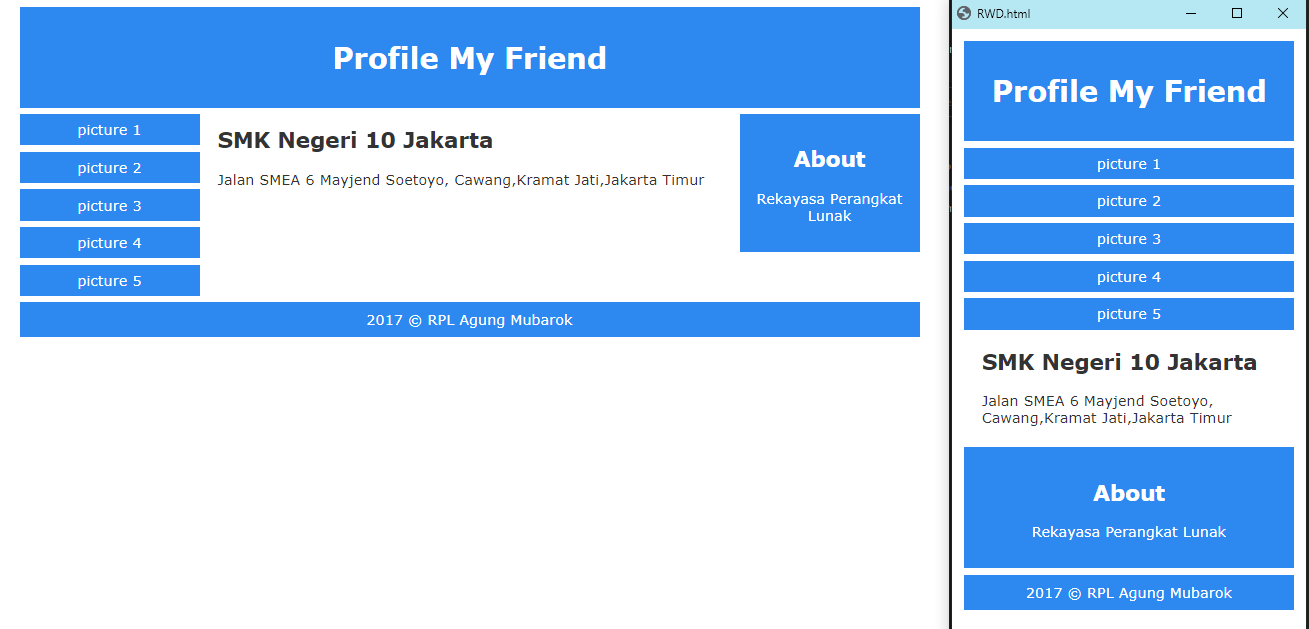 Profile My Friend
picture 1
picture 2
picture 3
picture 4
picture 5
SMK Negeri 10 Jakarta
Jalan SMEA 6 Mayjend Soetoyo, Cawang,Kramat Jati,Jakarta Timur
About
Rekayasa Perangkat
Lunak
2017 © RPL Agung Mubarok
RWD.html
Profile My Friend
picture 1
picture 2
picture 3
picture 4
picture 5
SMK Negeri 10 Jakarta
Jalan SMEA 6 Mayjend Soetoyo,
Cawang,Kramat Jati,Jakarta Timur
About
Rekayasa Perangkat Lunak
2017 © RPL Agung Mubarok